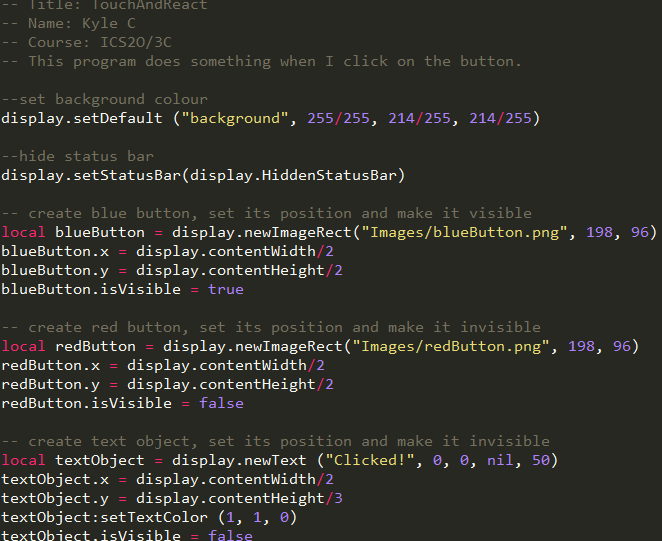 -- Title: TouchAndReact
-- Name: Kyle C
-- Course: ICS2O/3C
-- This program does something when I click on the button.
--set background colour
display.setDefault ("background", 255/255, 214/255, 214/255)
--hide status bar
display.setStatusBar(display.HiddenStatusBar)
-- create blue button, set its position and make it visible
local blueButton = display.newImageRect("Images/blueButton.png", 198, 96)
blueButton.x = display.contentWidth/2
blueButton.y = display.contentHeight/2
blueButton.isVisible = true
-- create red button, set its position and make it invisible
local redButton = display.newImageRect("Images/redButton.png", 198, 96)
redButton.x = display.contentWidth/2
redButton.y = display.contentHeight/2
redButton.isVisible = false
-- create text object, set its position and make it invisible
local textObject = display.newText ("Clicked!", 0, 0, nil, 50)
textObject.x = display.contentWidth/2
textObject.y = display.contentHeight/3
textObject:setTextColor (1, 1, 0)
textObject.isVisible = false